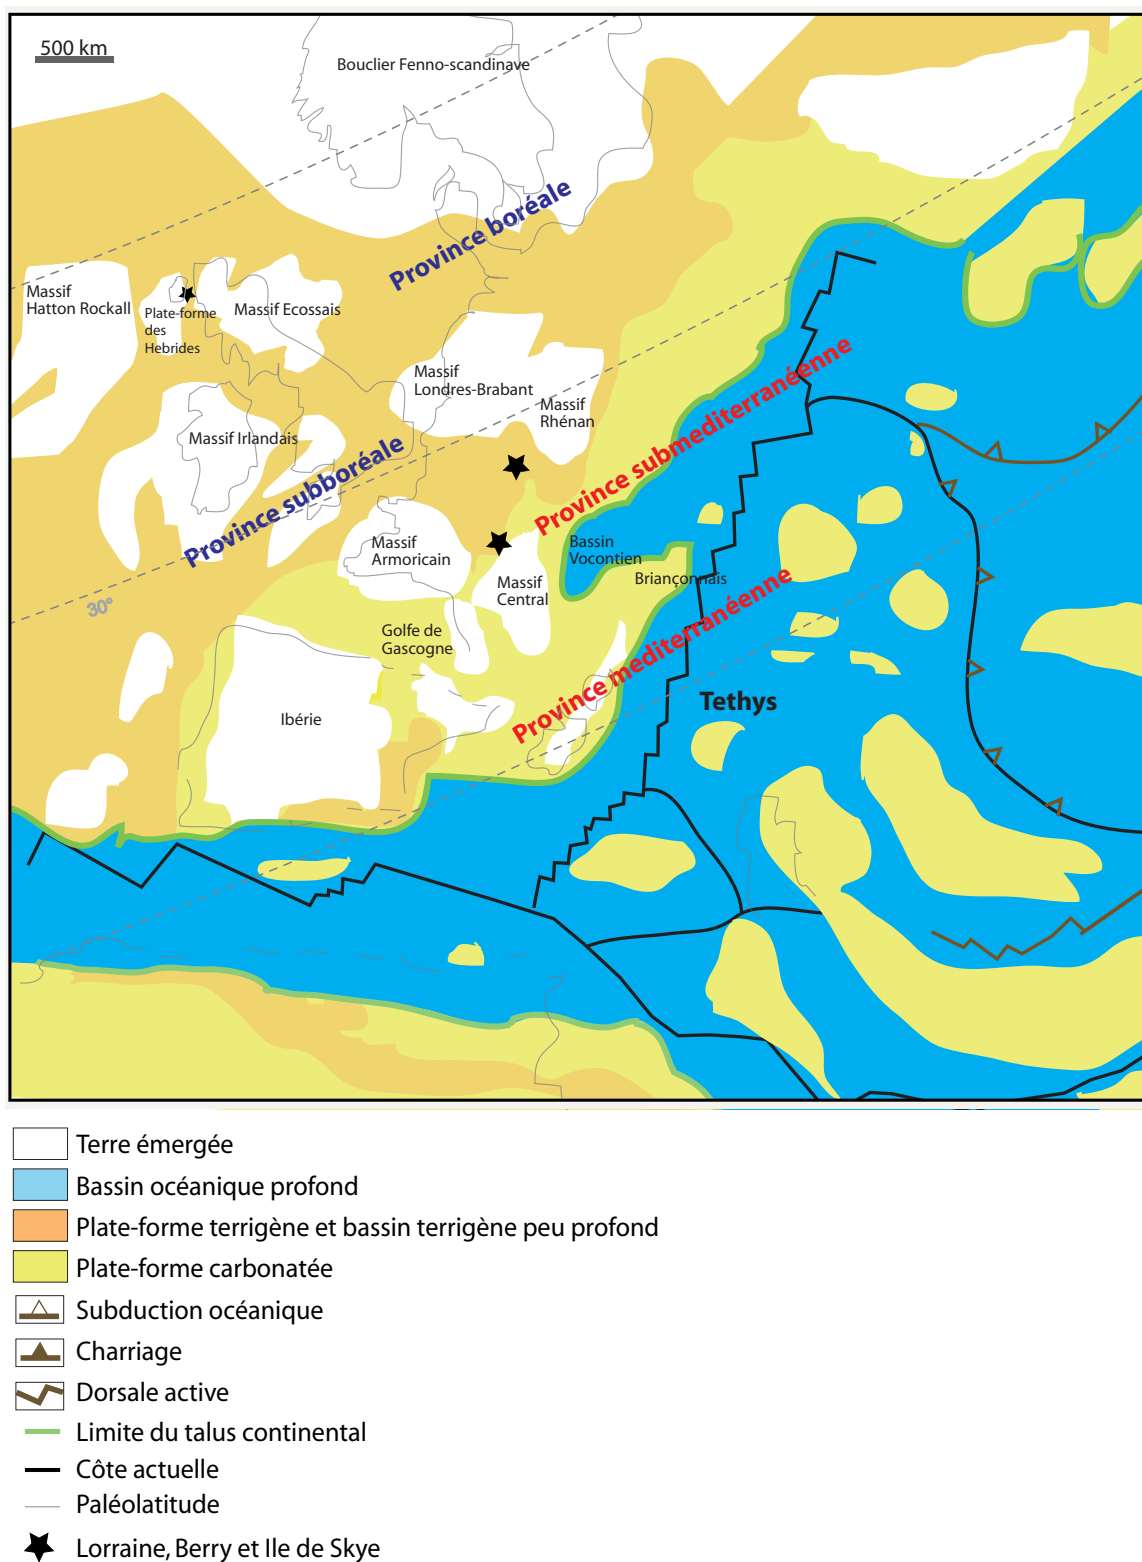 500 km
Bouclier Fenno-scandinave
Province boréale
Massif
Hatton Rockall
Plate-forme
des
Hebrides
Massif Ecossais
Massif
Londres-Brabant
Massif
Rhénan
Massif Irlandais
Province subboréale
Province submediterranéenne
Massif
Armoricain
Bassin
Vocontien
Massif
Central
Briançonnais
30°
Golfe de
Gascogne
Province mediterranéenne
Ibérie
Tethys
Terre émergée
Bassin océanique profond
Plate-forme terrigène et bassin terrigène peu profond
Plate-forme carbonatée
Subduction océanique
Charriage
Dorsale active
Limite du talus continental
Côte actuelle
Paléolatitude
Lorraine, Berry et Ile de Skye